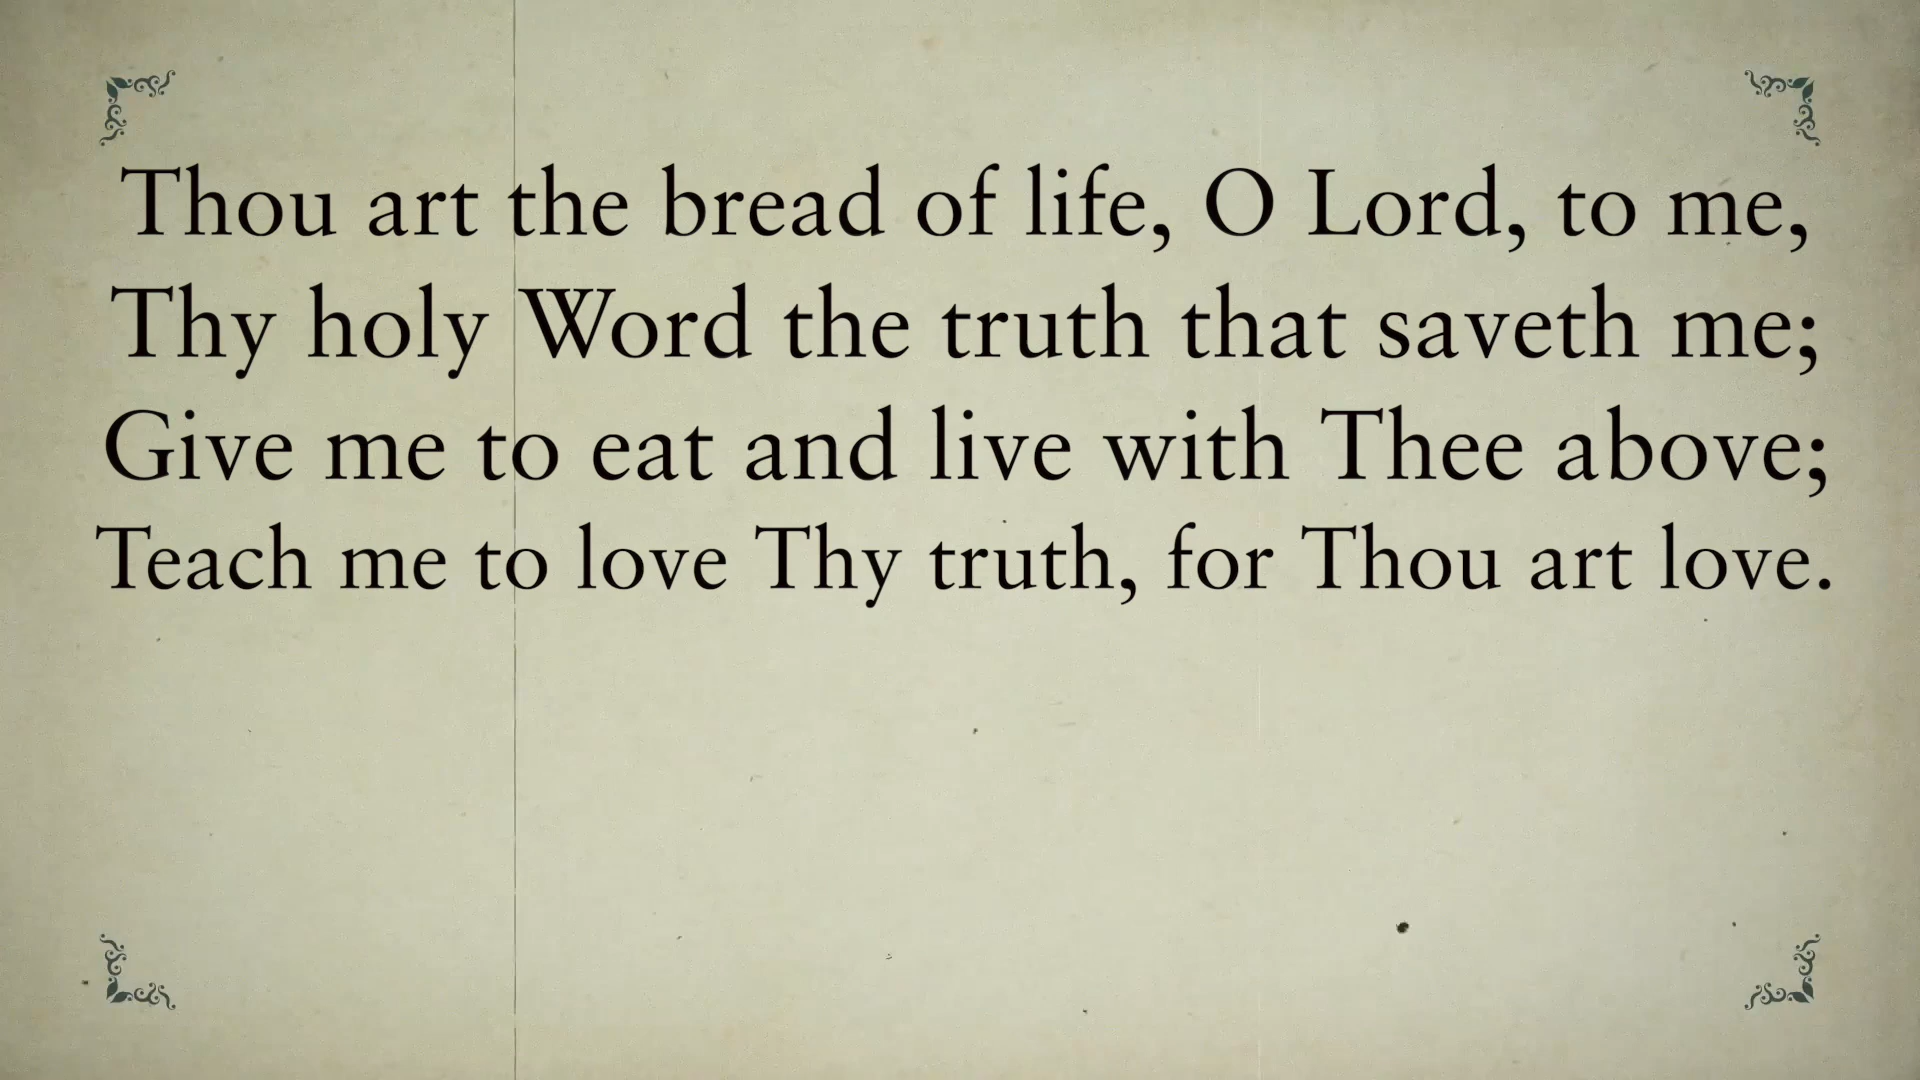 Thou art the bread of life, O Lord, to me,
Thy holy Word the truth that saveth me;
Give me to eat and live with Thee above;
Teach me to love Thy truth, for Thou art love.